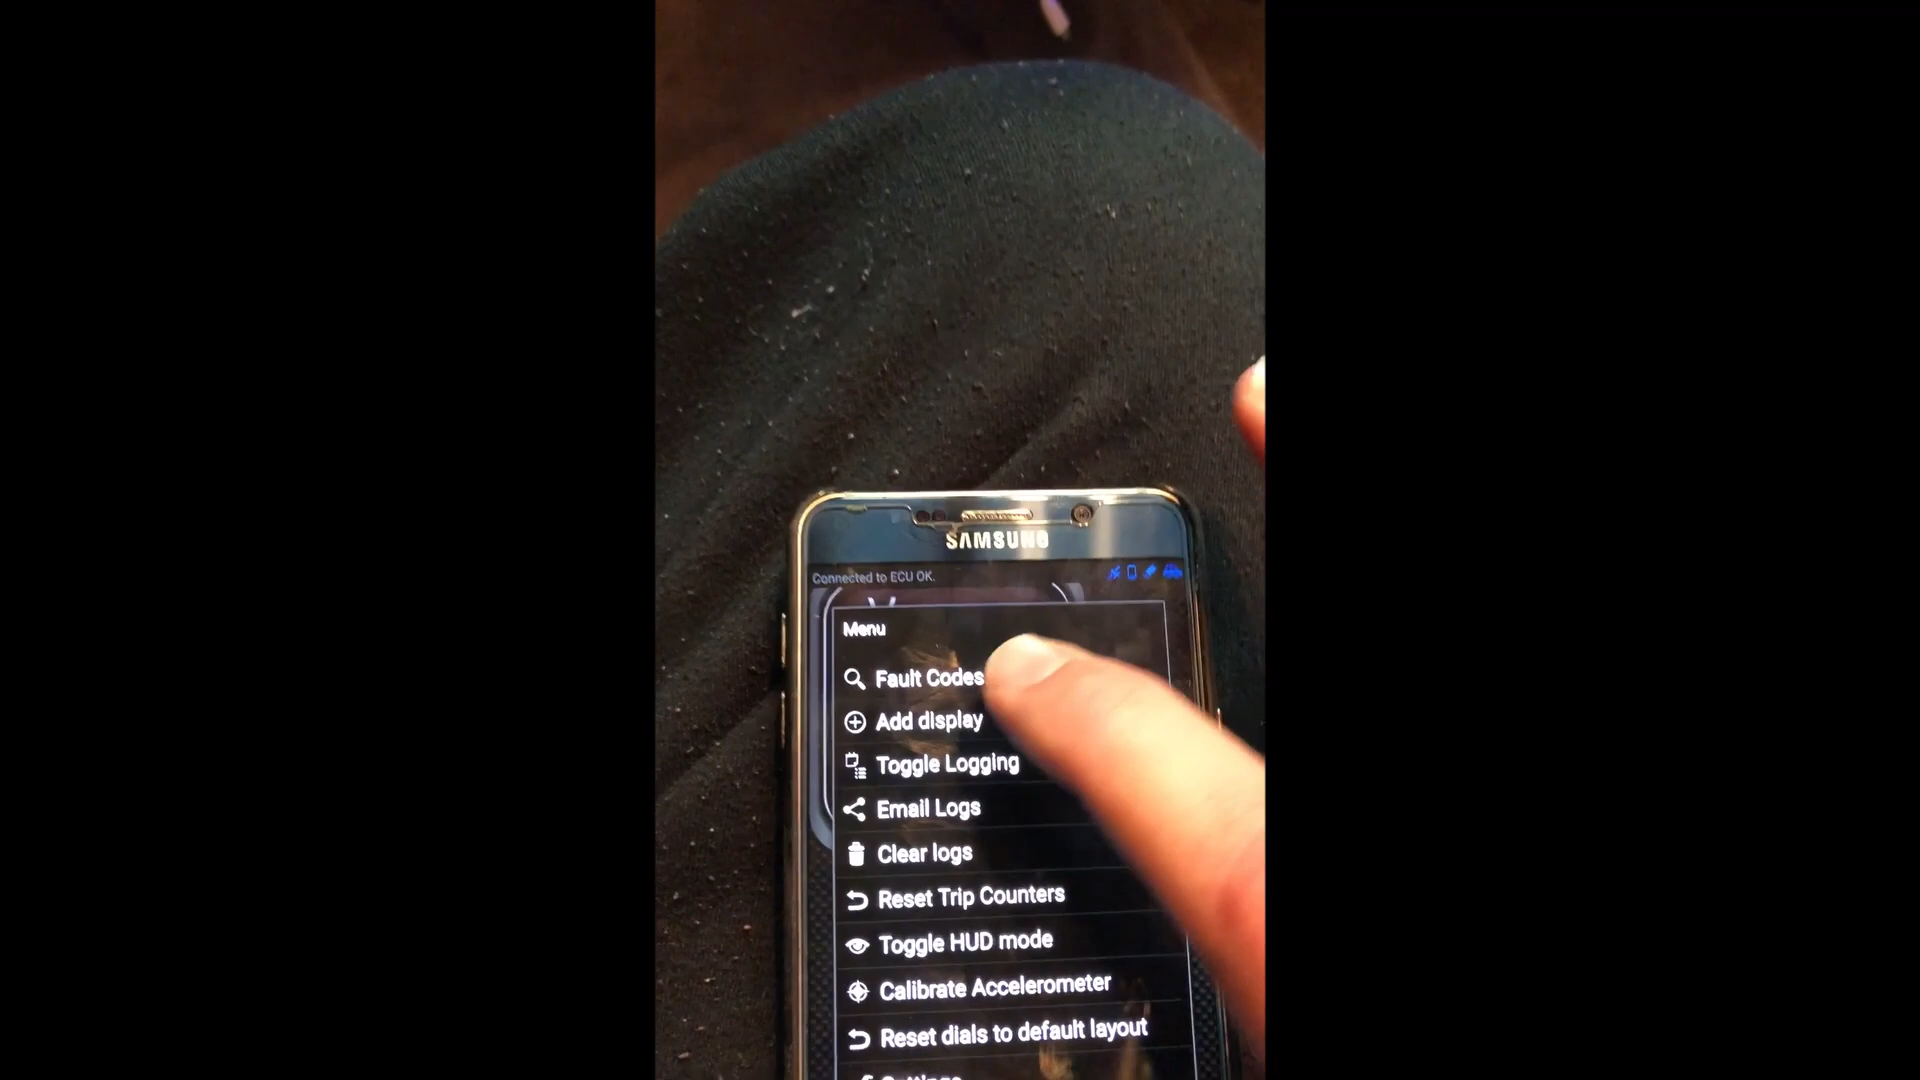 SAMSUNG
Connected to ECU OK.
Menu
Fault Codes
Add display
Toggle Logging
Email Logs
Clear logs
Reset Trip Counters
Toggle HUD mode
Calibrate Accelerometer
Reset dials to default layout
Settings